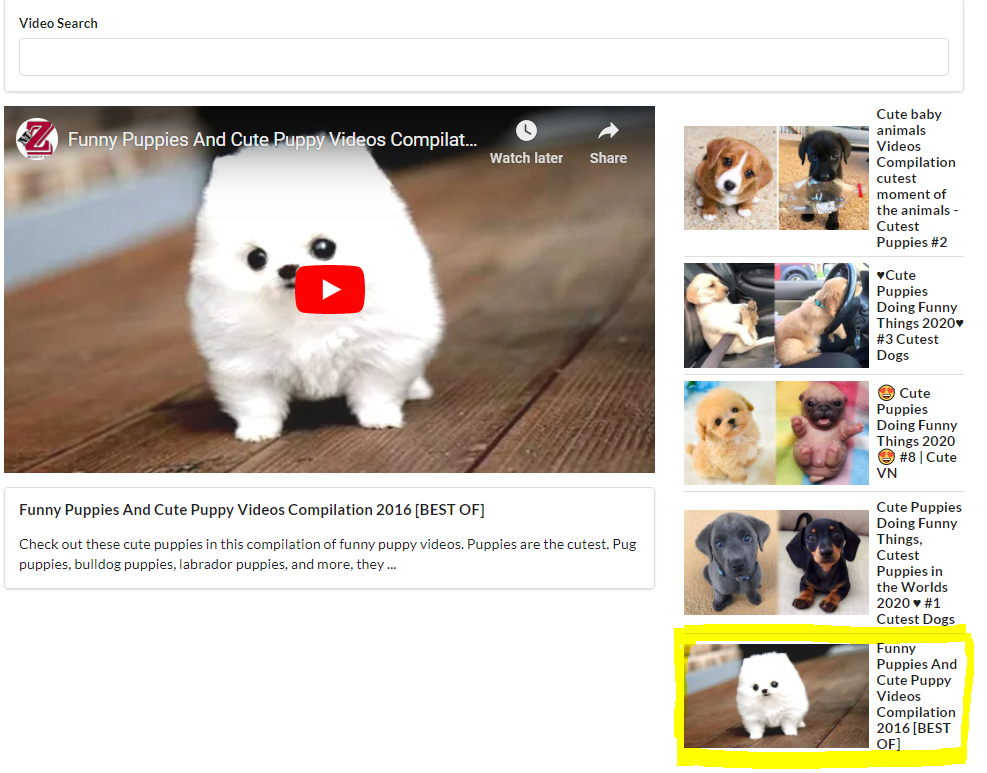 Video Search
Funny Puppies And Cute Puppy Videos Compilat...
Watch later
Share
Z
Funny Puppies And Cute Puppy Videos Compilation 2016 [BEST OF]
Check out these cute puppies in this compilation of funny puppy videos. Puppies are the cutest. Pug
puppies, bulldog puppies, labrador puppies, and more, they ...
Cute baby
animals
Videos
Compilation
cutest
moment of
the animals -
Cutest
Puppies #2
♥Cute
Puppies
Doing Funny
Things 2020♥
#3 Cutest
Dogs
🤩 Cute
Puppies
Doing Funny
Things 2020
🤩 #8 | Cute
VN
Cute Puppies
Doing Funny
Things,
Cutest
Puppies in
the Worlds
2020 ♥ #1
Cutest Dogs
Funny
Puppies And
Cute Puppy
Videos
Compilation
2016 [BEST
OF]